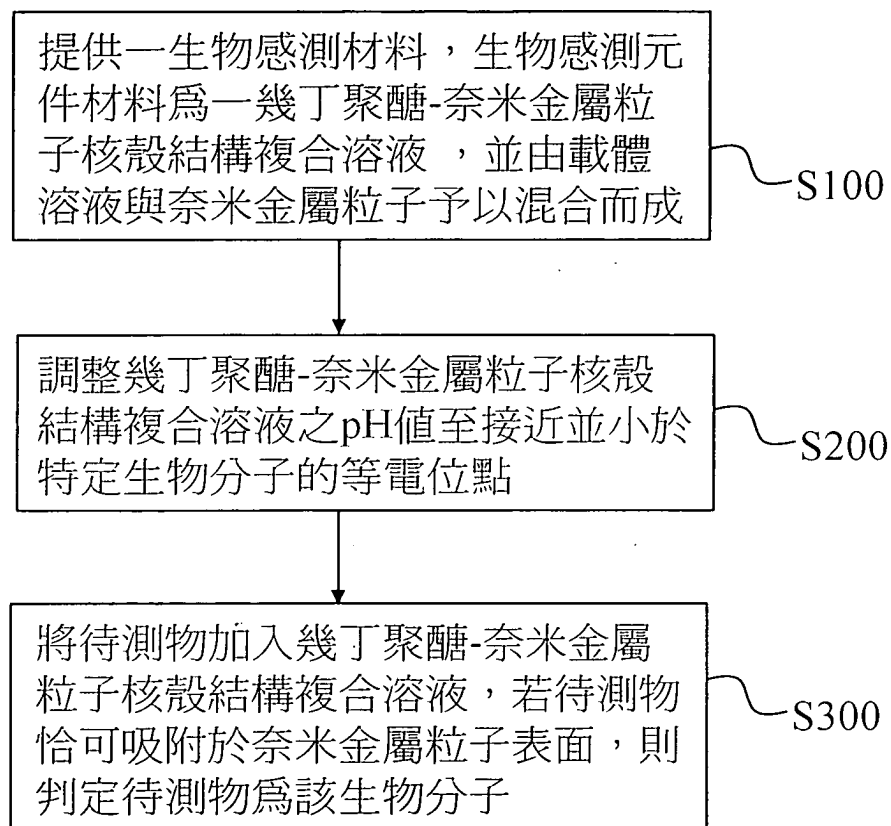 提供一生物感測材料，生物感測元
件材料爲一幾丁聚醣-奈米金屬粒
子核殼結構複合溶液 ，並由載體
溶液與奈米金屬粒子予以混合而成
S100
調整幾丁聚醣-奈米金屬粒子核殼
結構複合溶液之pH值至接近並小於
特定生物分子的等電位點
S200
將待測物加入幾丁聚醣-奈米金屬
粒子核殼結構複合溶液，若待測物
恰可吸附於奈米金屬粒子表面，則
判定待測物爲該生物分子
S300